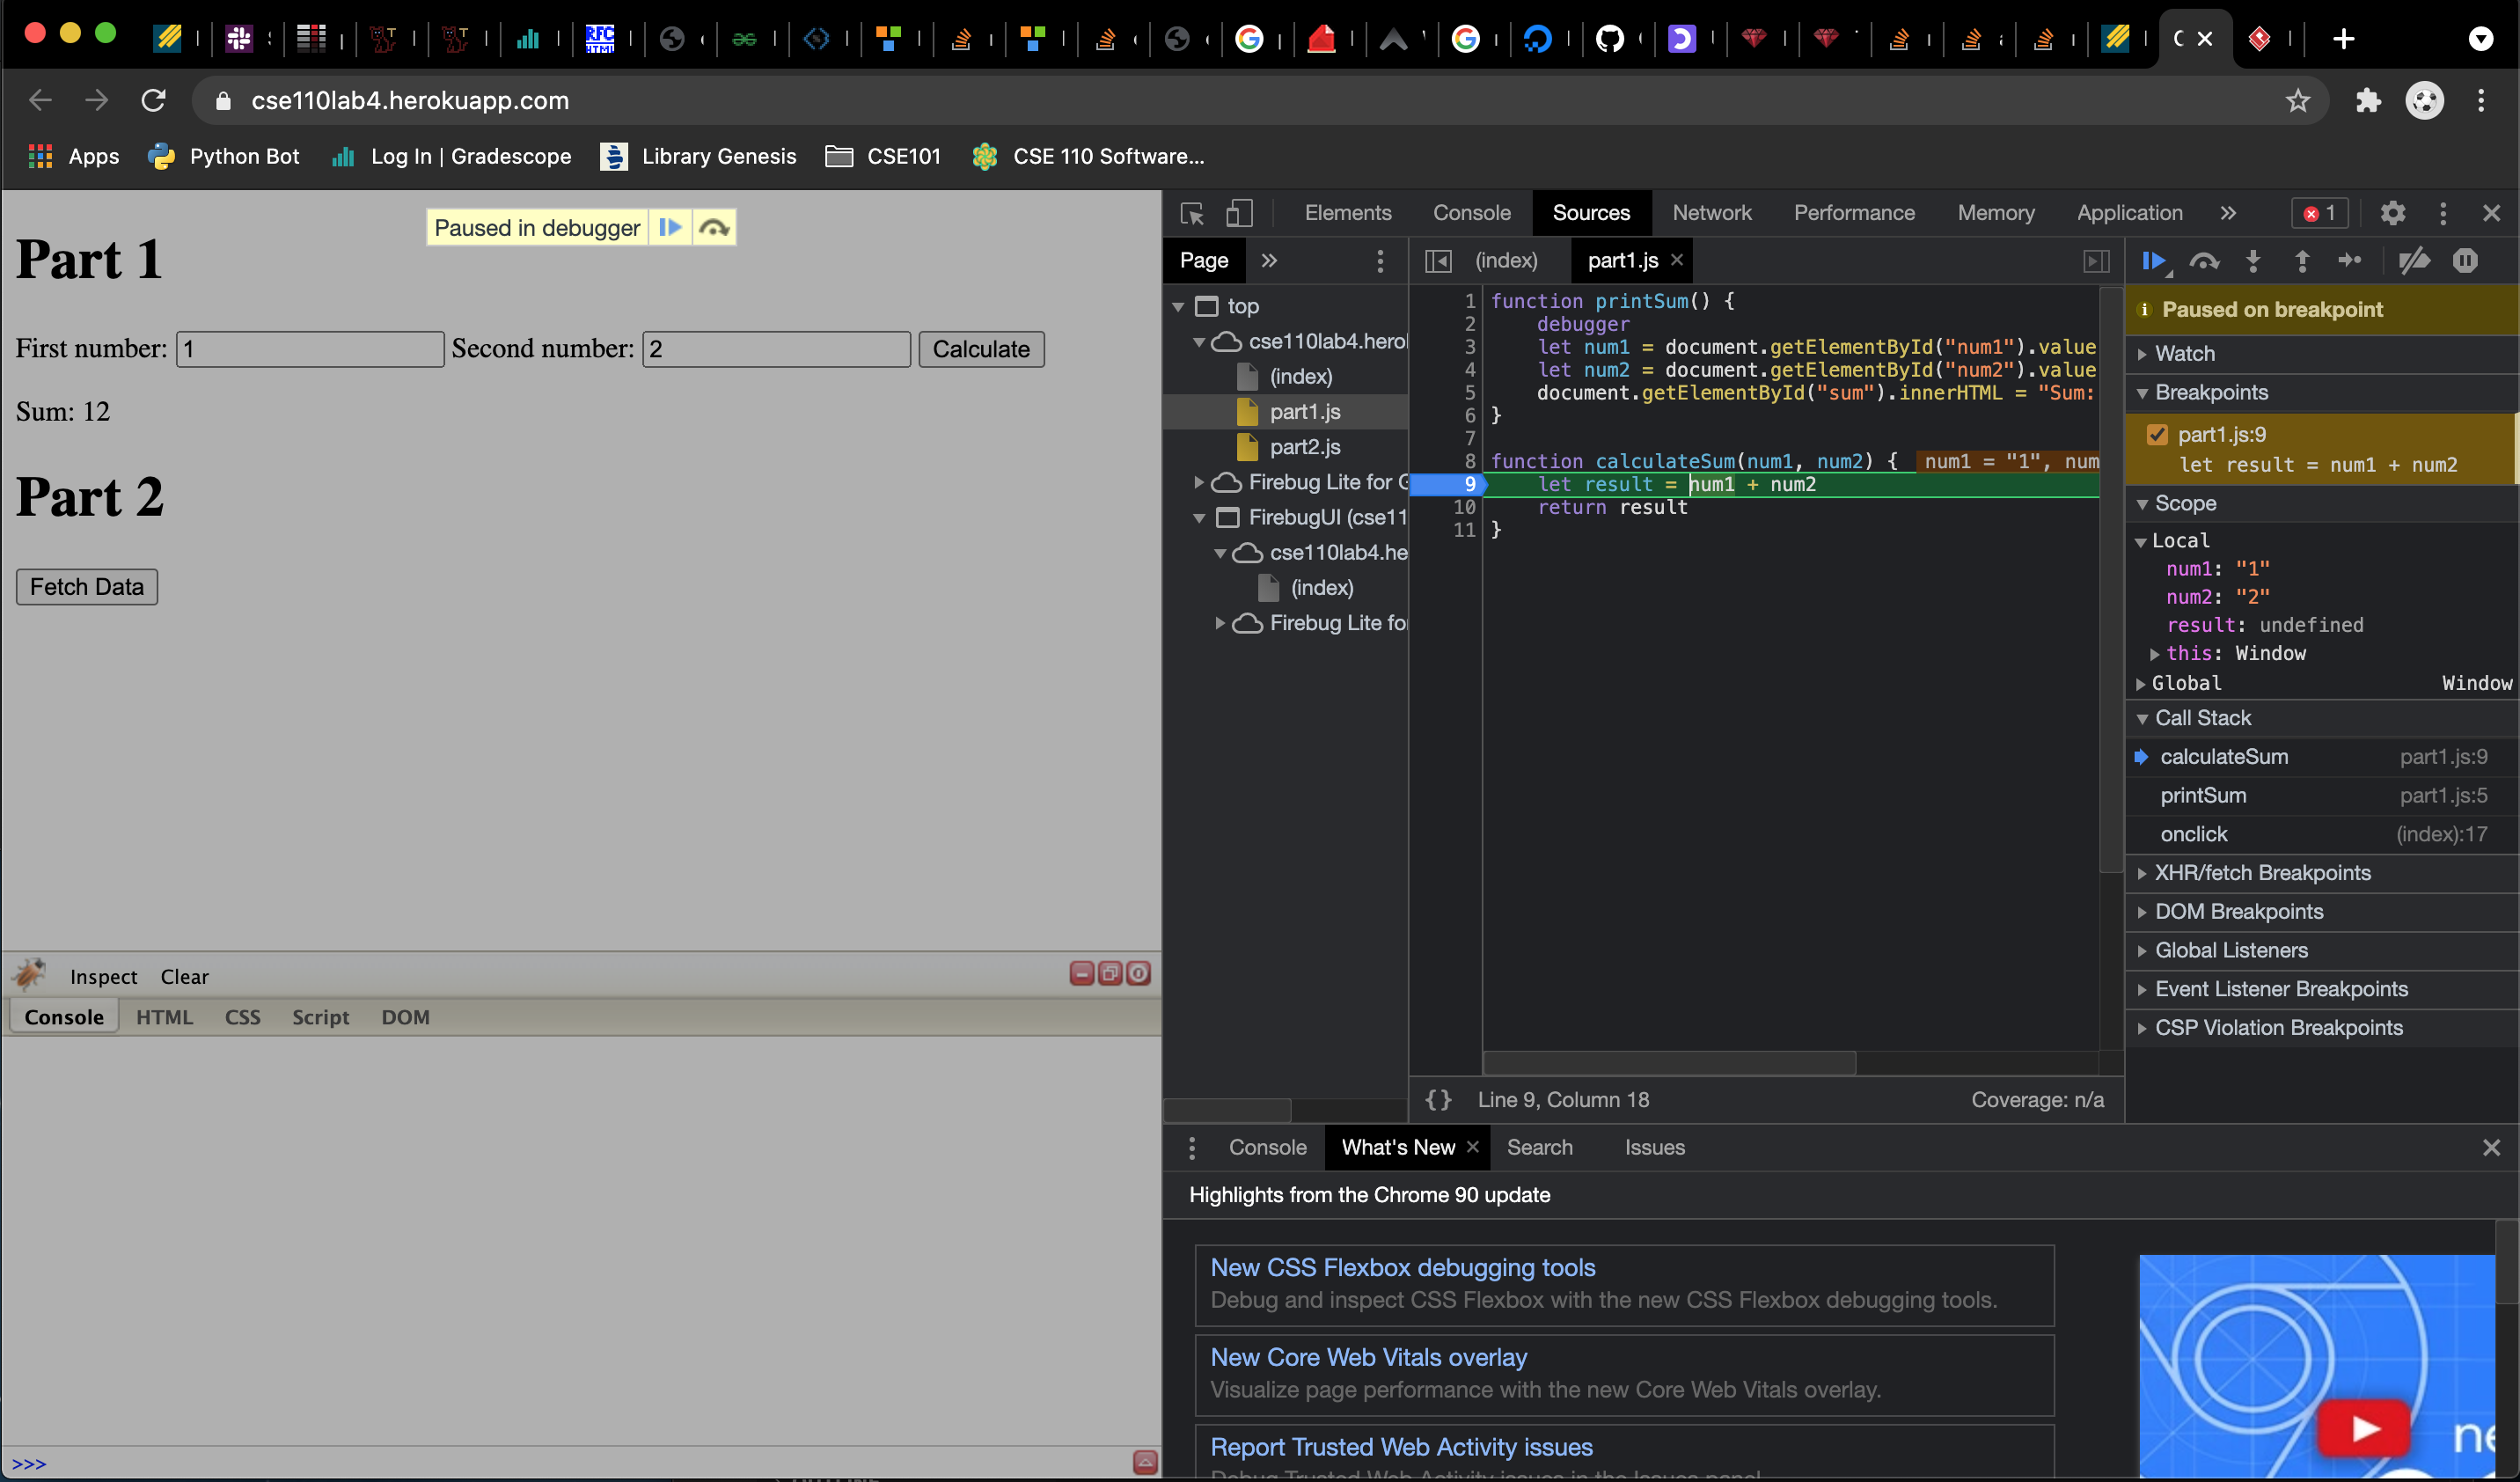 cse110lab4.herokuapp.com
Apps Python Bot Log In | Gradescope Library Genesis CSE101 CSE 110 Software...
Paused in debugger
Part 1
First number: 1 Second number: 2 Calculate
Sum: 12
Part 2
Fetch Data
Inspect Clear
Console HTML CSS Script DOM
>>>
Elements Console Sources Network Performance Memory Application » 1
Page »
top
cse110lab4.hero
(index)
part1.js
part2.js
Firebug Lite for G
FirebugUI (cse11
cse110lab4.he
(index)
Firebug Lite fo
(index) part1.js
1 function printSum() {
2 debugger
3 let num1 = document.getElementById("num1").value
4 let num2 = document.getElementById("num2").value
5 document.getElementById("sum").innerHTML = "Sum:
6 }
7
8 function calculateSum(num1, num2) { num1 = "1", num
9 let result = num1 + num2
10 return result
11 }
{} Line 9, Column 18 Coverage: n/a
Paused on breakpoint
Watch
Breakpoints
part1.js:9
let result = num1 + num2
Scope
Local
num1: "1"
num2: "2"
result: undefined
this: Window
Global Window
Call Stack
calculateSum part1.js:9
printSum part1.js:5
onclick (index):17
XHR/fetch Breakpoints
DOM Breakpoints
Global Listeners
Event Listener Breakpoints
CSP Violation Breakpoints
Console What's New Search Issues
Highlights from the Chrome 90 update
New CSS Flexbox debugging tools
Debug and inspect CSS Flexbox with the new CSS Flexbox debugging tools.
New Core Web Vitals overlay
Visualize page performance with the new Core Web Vitals overlay.
Report Trusted Web Activity issues
Debug Trusted Web Activity issues in the Issues panel
ne